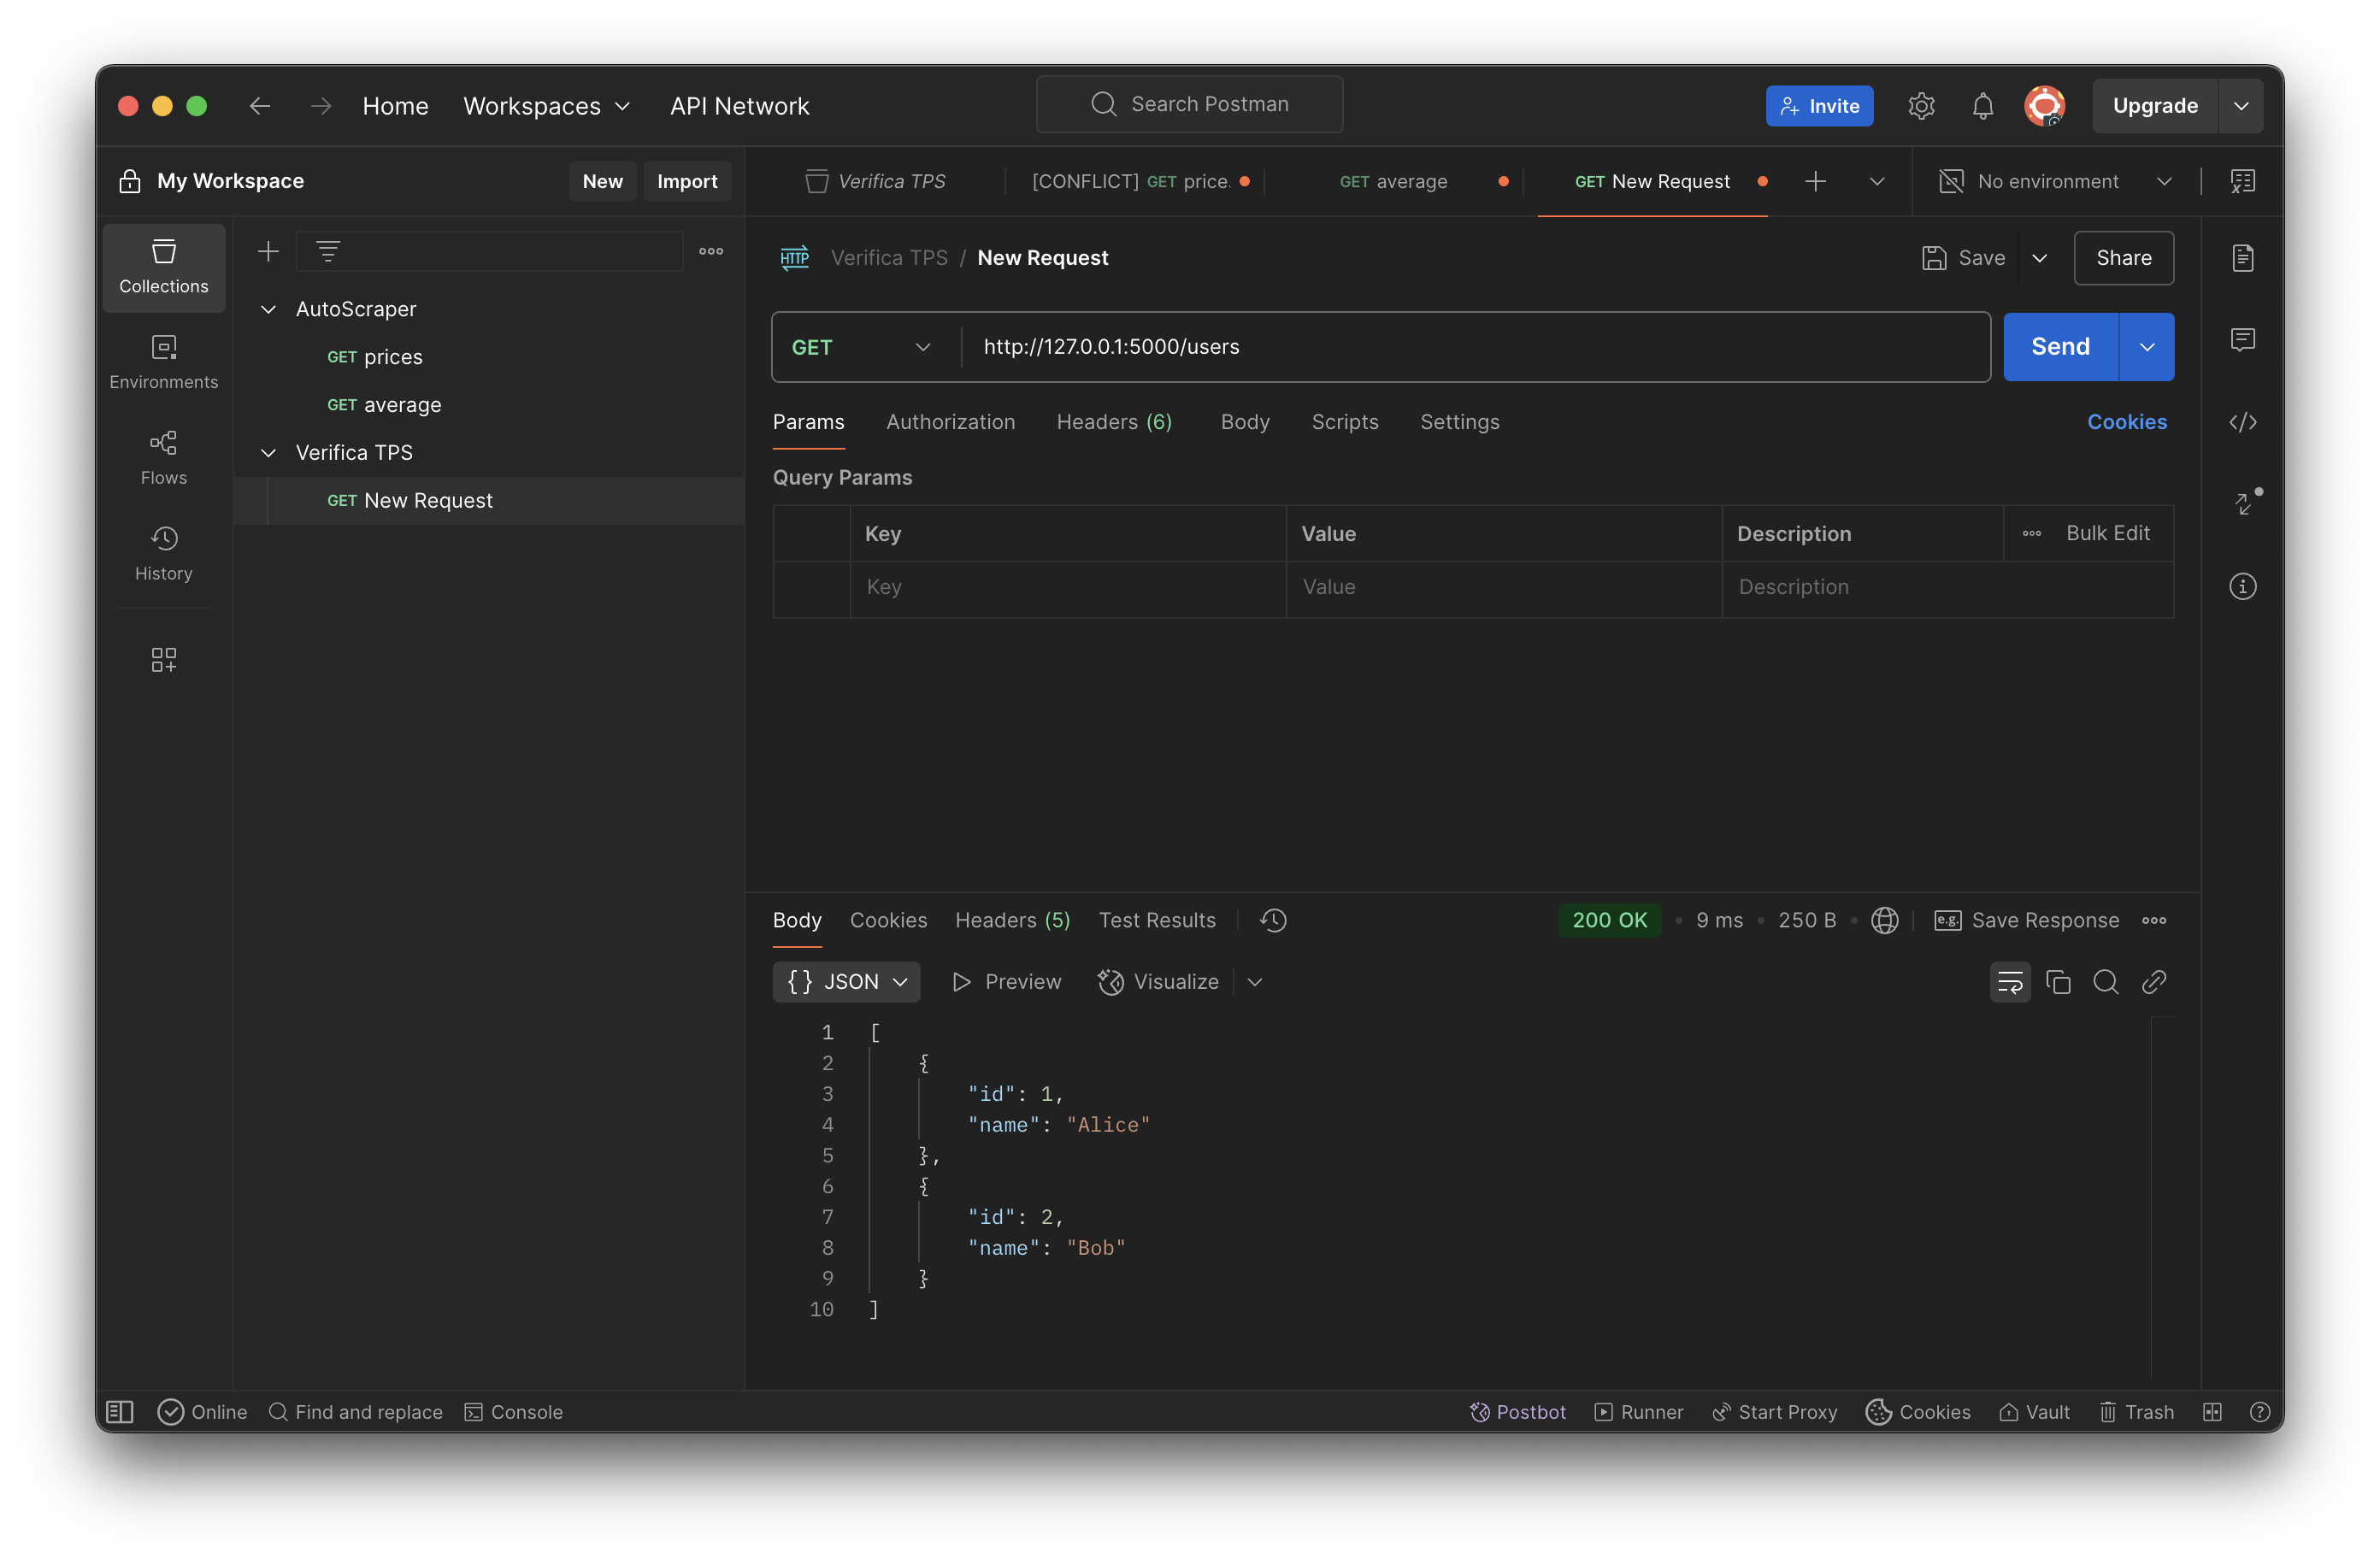 Home Workspaces API Network Search Postman Invite Upgrade
My Workspace New Import Verifica TPS [CONFLICT] GET price. GET average GET New Request No environment
Collections
Environments
Flows
History
AutoScraper
GET prices
GET average
Verifica TPS
GET New Request
HTTP Verifica TPS / New Request Save Share
GET http://127.0.0.1:5000/users Send
Params Authorization Headers (6) Body Scripts Settings Cookies
Query Params
Key Value Description Bulk Edit
Key Value Description
Body Cookies Headers (5) Test Results 200 OK • 9 ms • 250 B • e.g. Save Response
{ } JSON Preview Visualize
1 [
2 {
3 "id": 1,
4 "name": "Alice"
5 },
6 {
7 "id": 2,
8 "name": "Bob"
9 }
10 ]
Online Find and replace Console Postbot Runner Start Proxy Cookies Vault Trash